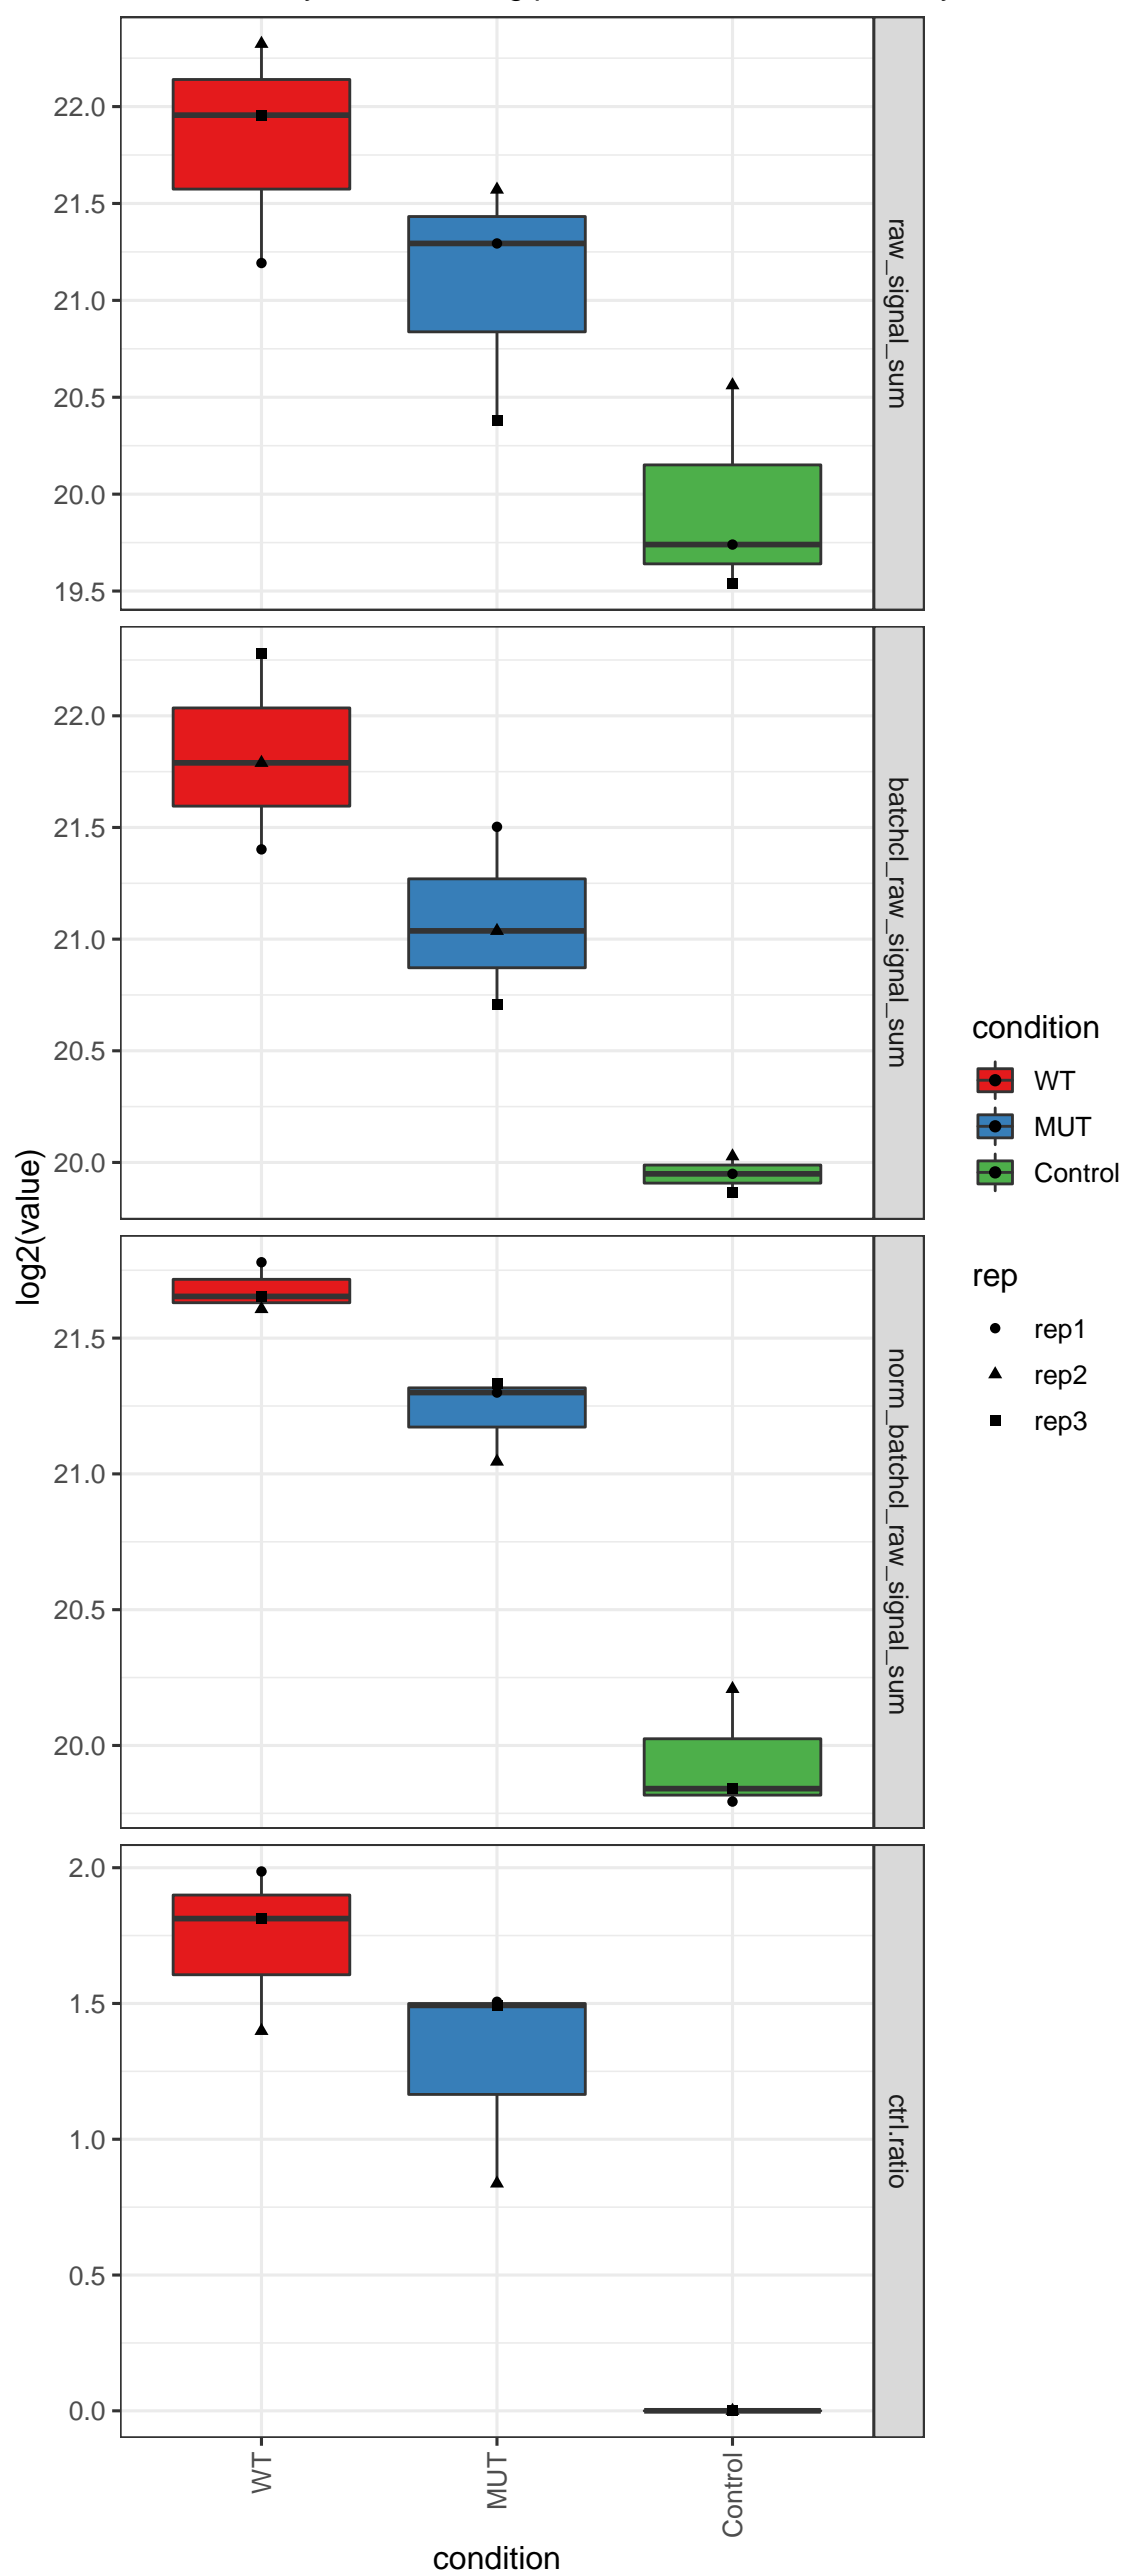 22.0
21.5
21.0
20.5
20.0
19.5
raw_signal_sum
22.0
21.5
21.0
20.5
20.0
batchcl_raw_signal_sum
21.5
21.0
20.5
20.0
norm_batchcl_raw_signal_sum
2.0
1.5
1.0
0.5
0.0
ctrl.ratio
log2(value)
WT
MUT
Control
condition
condition
WT
MUT
Control
rep
rep1
rep2
rep3